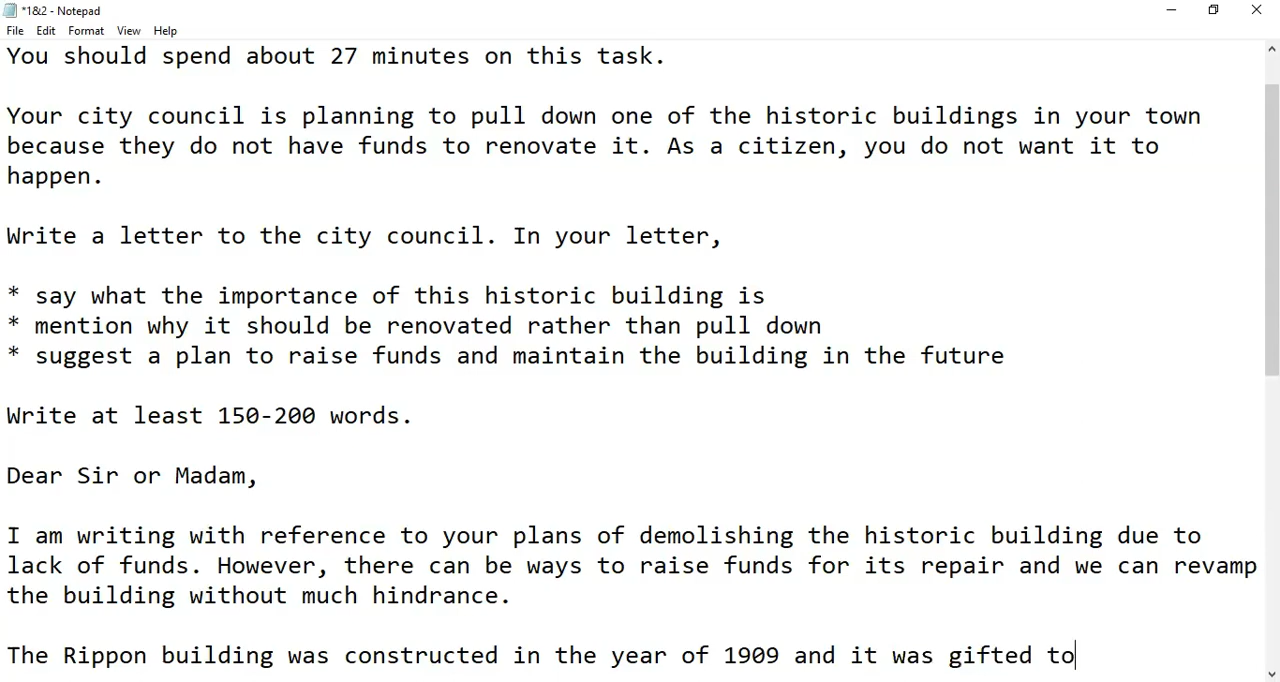 *1&2 - Notepad
File Edit Format View Help
You should spend about 27 minutes on this task.
Your city council is planning to pull down one of the historic buildings in your town
because they do not have funds to renovate it. As a citizen, you do not want it to
happen.
Write a letter to the city council. In your letter,
* say what the importance of this historic building is
* mention why it should be renovated rather than pull down
* suggest a plan to raise funds and maintain the building in the future
Write at least 150-200 words.
Dear Sir or Madam,
I am writing with reference to your plans of demolishing the historic building due to
lack of funds. However, there can be ways to raise funds for its repair and we can revamp
the building without much hindrance.
The Rippon building was constructed in the year of 1909 and it was gifted to